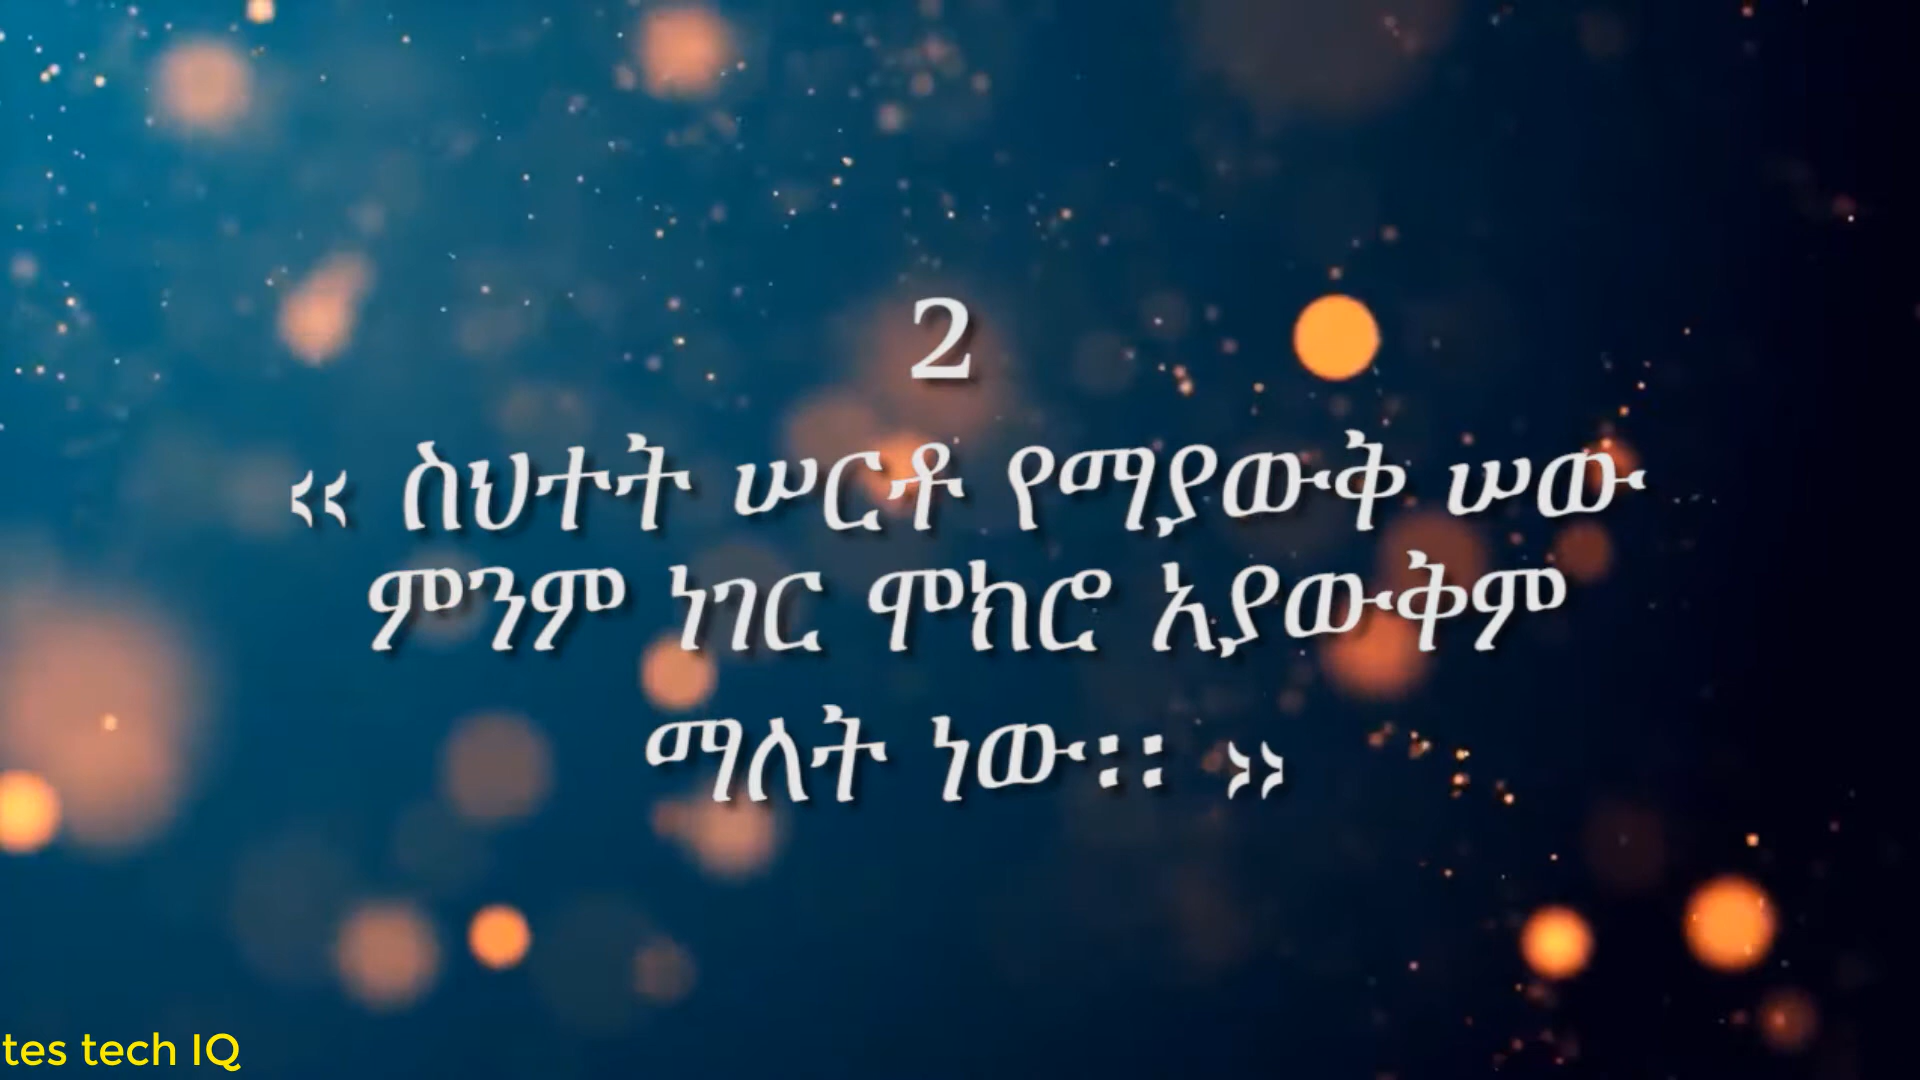 2
‹‹ ስህተት ሠርቶ የማያውቅ ሠው
ምንም ነገር ሞክሮ አያውቅም
ማለት ነው፡፡ ››
tes tech IQ